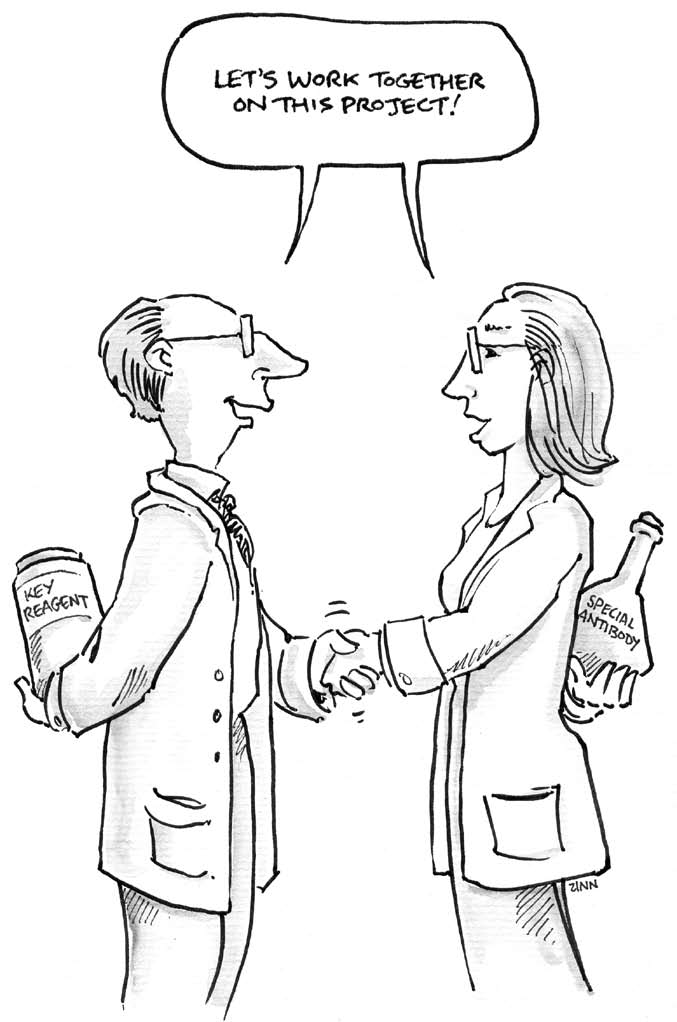 LET'S WORK TOGETHER
ON THIS PROJECT!
KEY
REAGENT
SPECIAL
ANTIBODY
ZINN